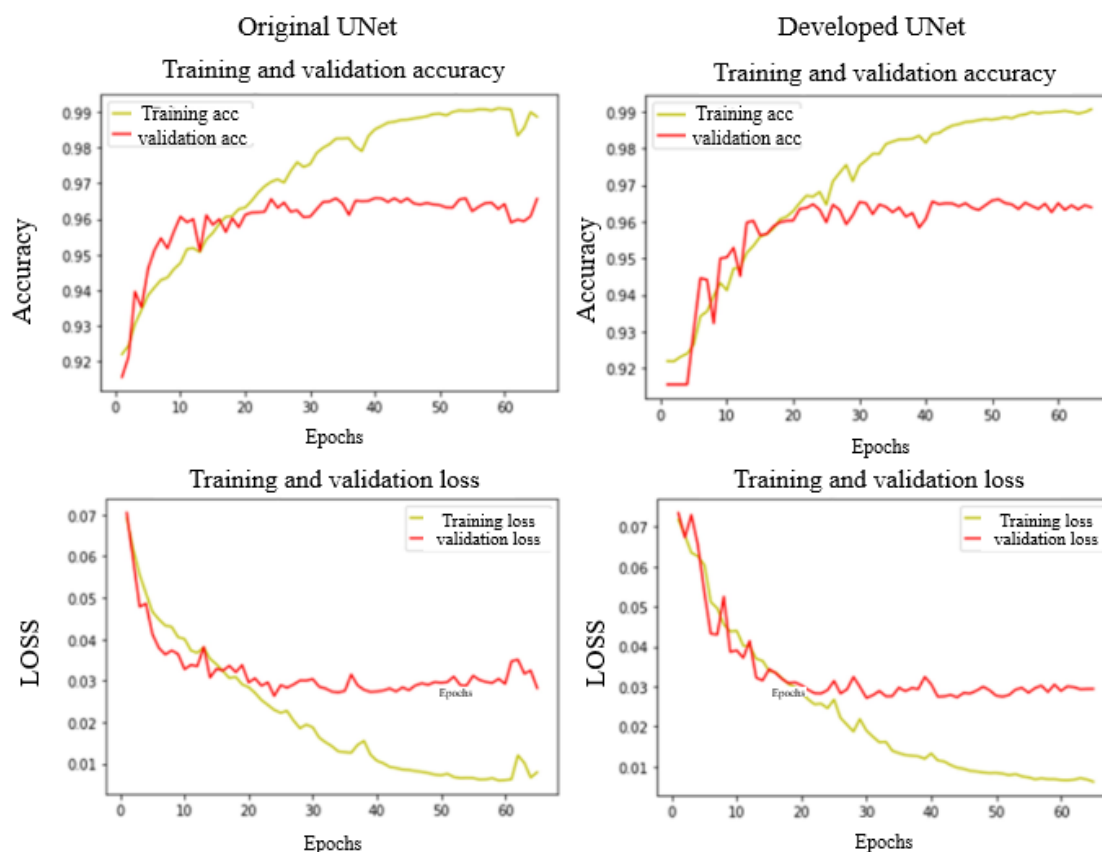 Original UNet
Training and validation accuracy
Training acc
validation acc
0.99
0.98
0.97
0.96
0.95
0.94
0.93
0.92
Accuracy
0 10 20 30 40 50 60
Epochs
Developed UNet
Training and validation accuracy
Training acc
validation acc
0.99
0.98
0.97
0.96
0.95
0.94
0.93
0.92
Accuracy
0 10 20 30 40 50 60
Epochs
Training and validation loss
Training loss
validation loss
0.07
0.06
0.05
0.04
0.03
0.02
0.01
LOSS
Epochs
0 10 20 30 40 50 60
Epochs
Training and validation loss
Training loss
validation loss
0.07
0.06
0.05
0.04
0.03
0.02
0.01
LOSS
Epochs
0 10 20 30 40 50 60
Epochs